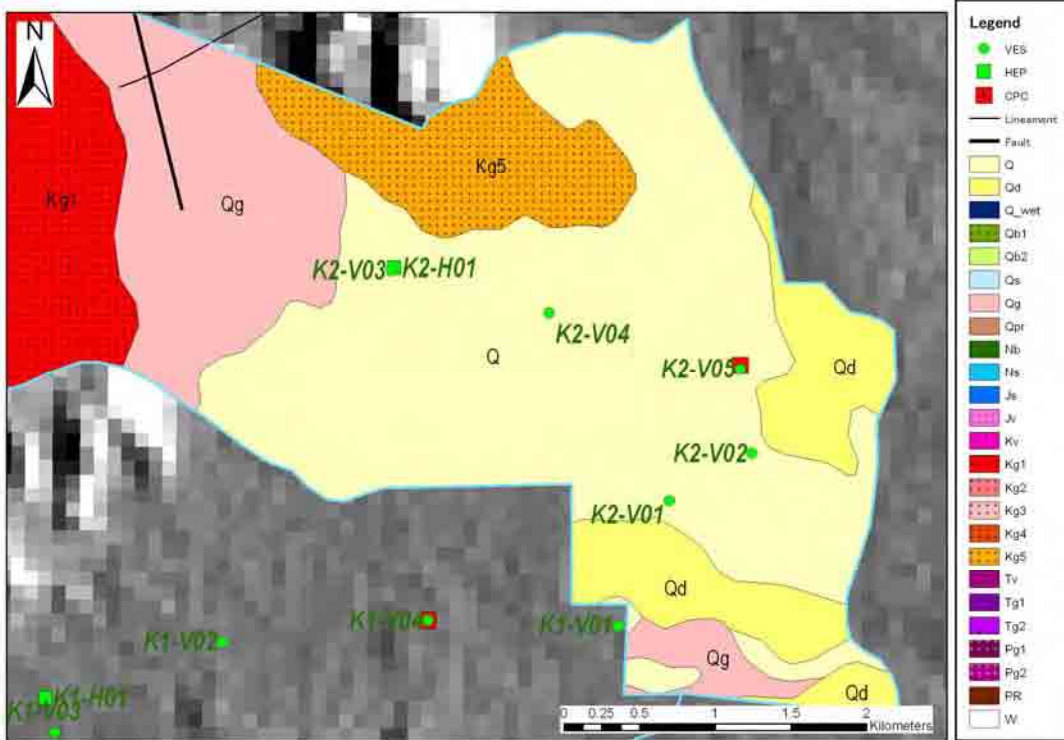 N
Kg1
Qg
Kg5
K2-V03
K2-H01
K2-V04
Q
K2-V05
Qd
K2-V02
K2-V01
Qd
K1-V04
K1-V01
K1-V02
Qg
Qd
K1-H01
K1-V03
0 0.25 0.5 1 1.5 2
Kilometers
Legend
VES
HEP
CPC
Lineament
Fault
Q
Qd
Q_wet
Qb1
Qb2
Qs
Qg
Qpr
Nb
Ns
Js
Jv
Kv
Kg1
Kg2
Kg3
Kg4
Kg5
Tv
Tg1
Tg2
Pg1
Pg2
PR
W